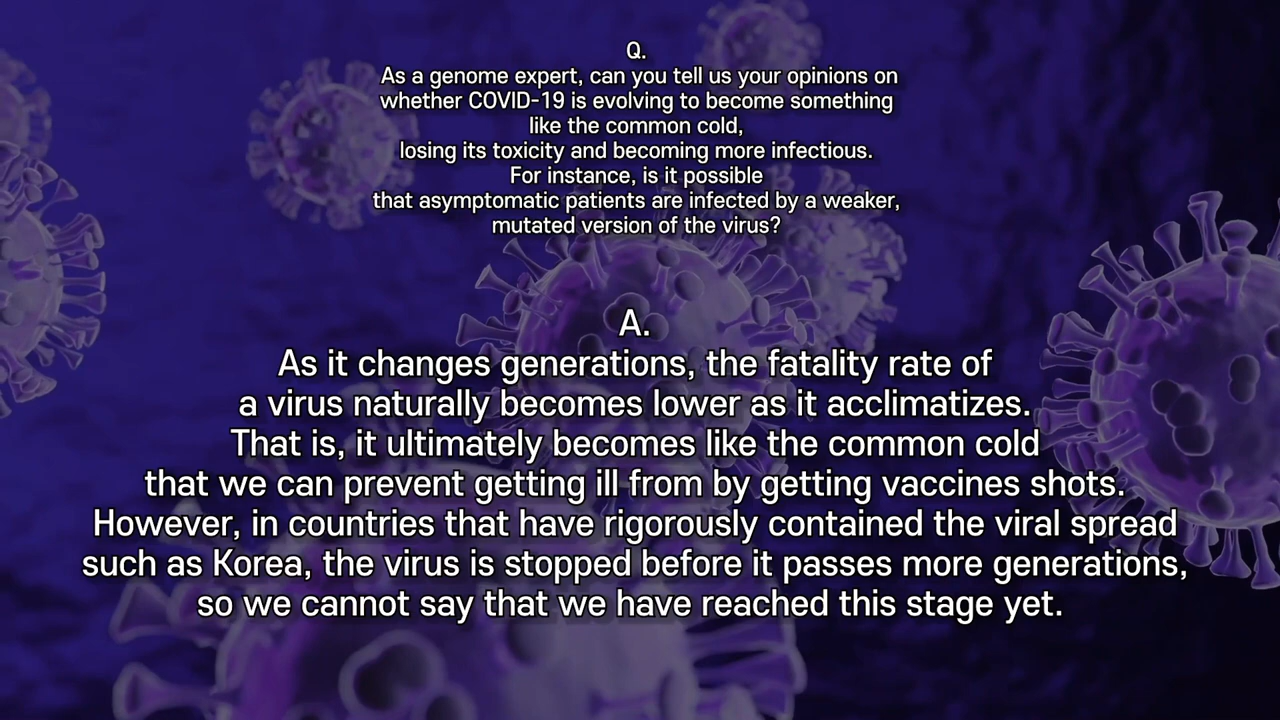 Q.
As a genome expert, can you tell us your opinions on
whether COVID-19 is evolving to become something
like the common cold,
losing its toxicity and becoming more infectious.
For instance, is it possible
that asymptomatic patients are infected by a weaker,
mutated version of the virus?
A.
As it changes generations, the fatality rate of
a virus naturally becomes lower as it acclimatizes.
That is, it ultimately becomes like the common cold
that we can prevent getting ill from by getting vaccines shots.
However, in countries that have rigorously contained the viral spread
such as Korea, the virus is stopped before it passes more generations,
so we cannot say that we have reached this stage yet.